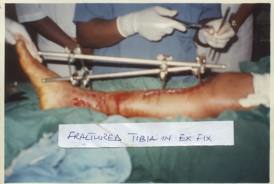 FRACTURED TIBIA IN EX FIX